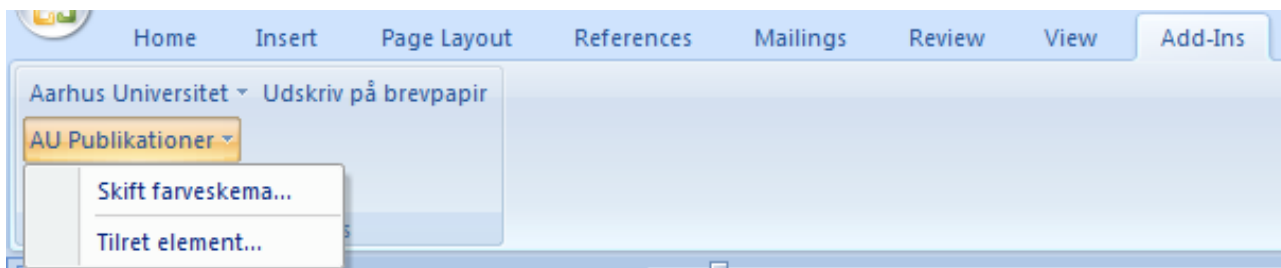 Home Insert Page Layout References Mailings Review View Add-Ins
Aarhus Universitet Udskriv på brevpapir
AU Publikationer
Skift farveskema...
Tilret element...